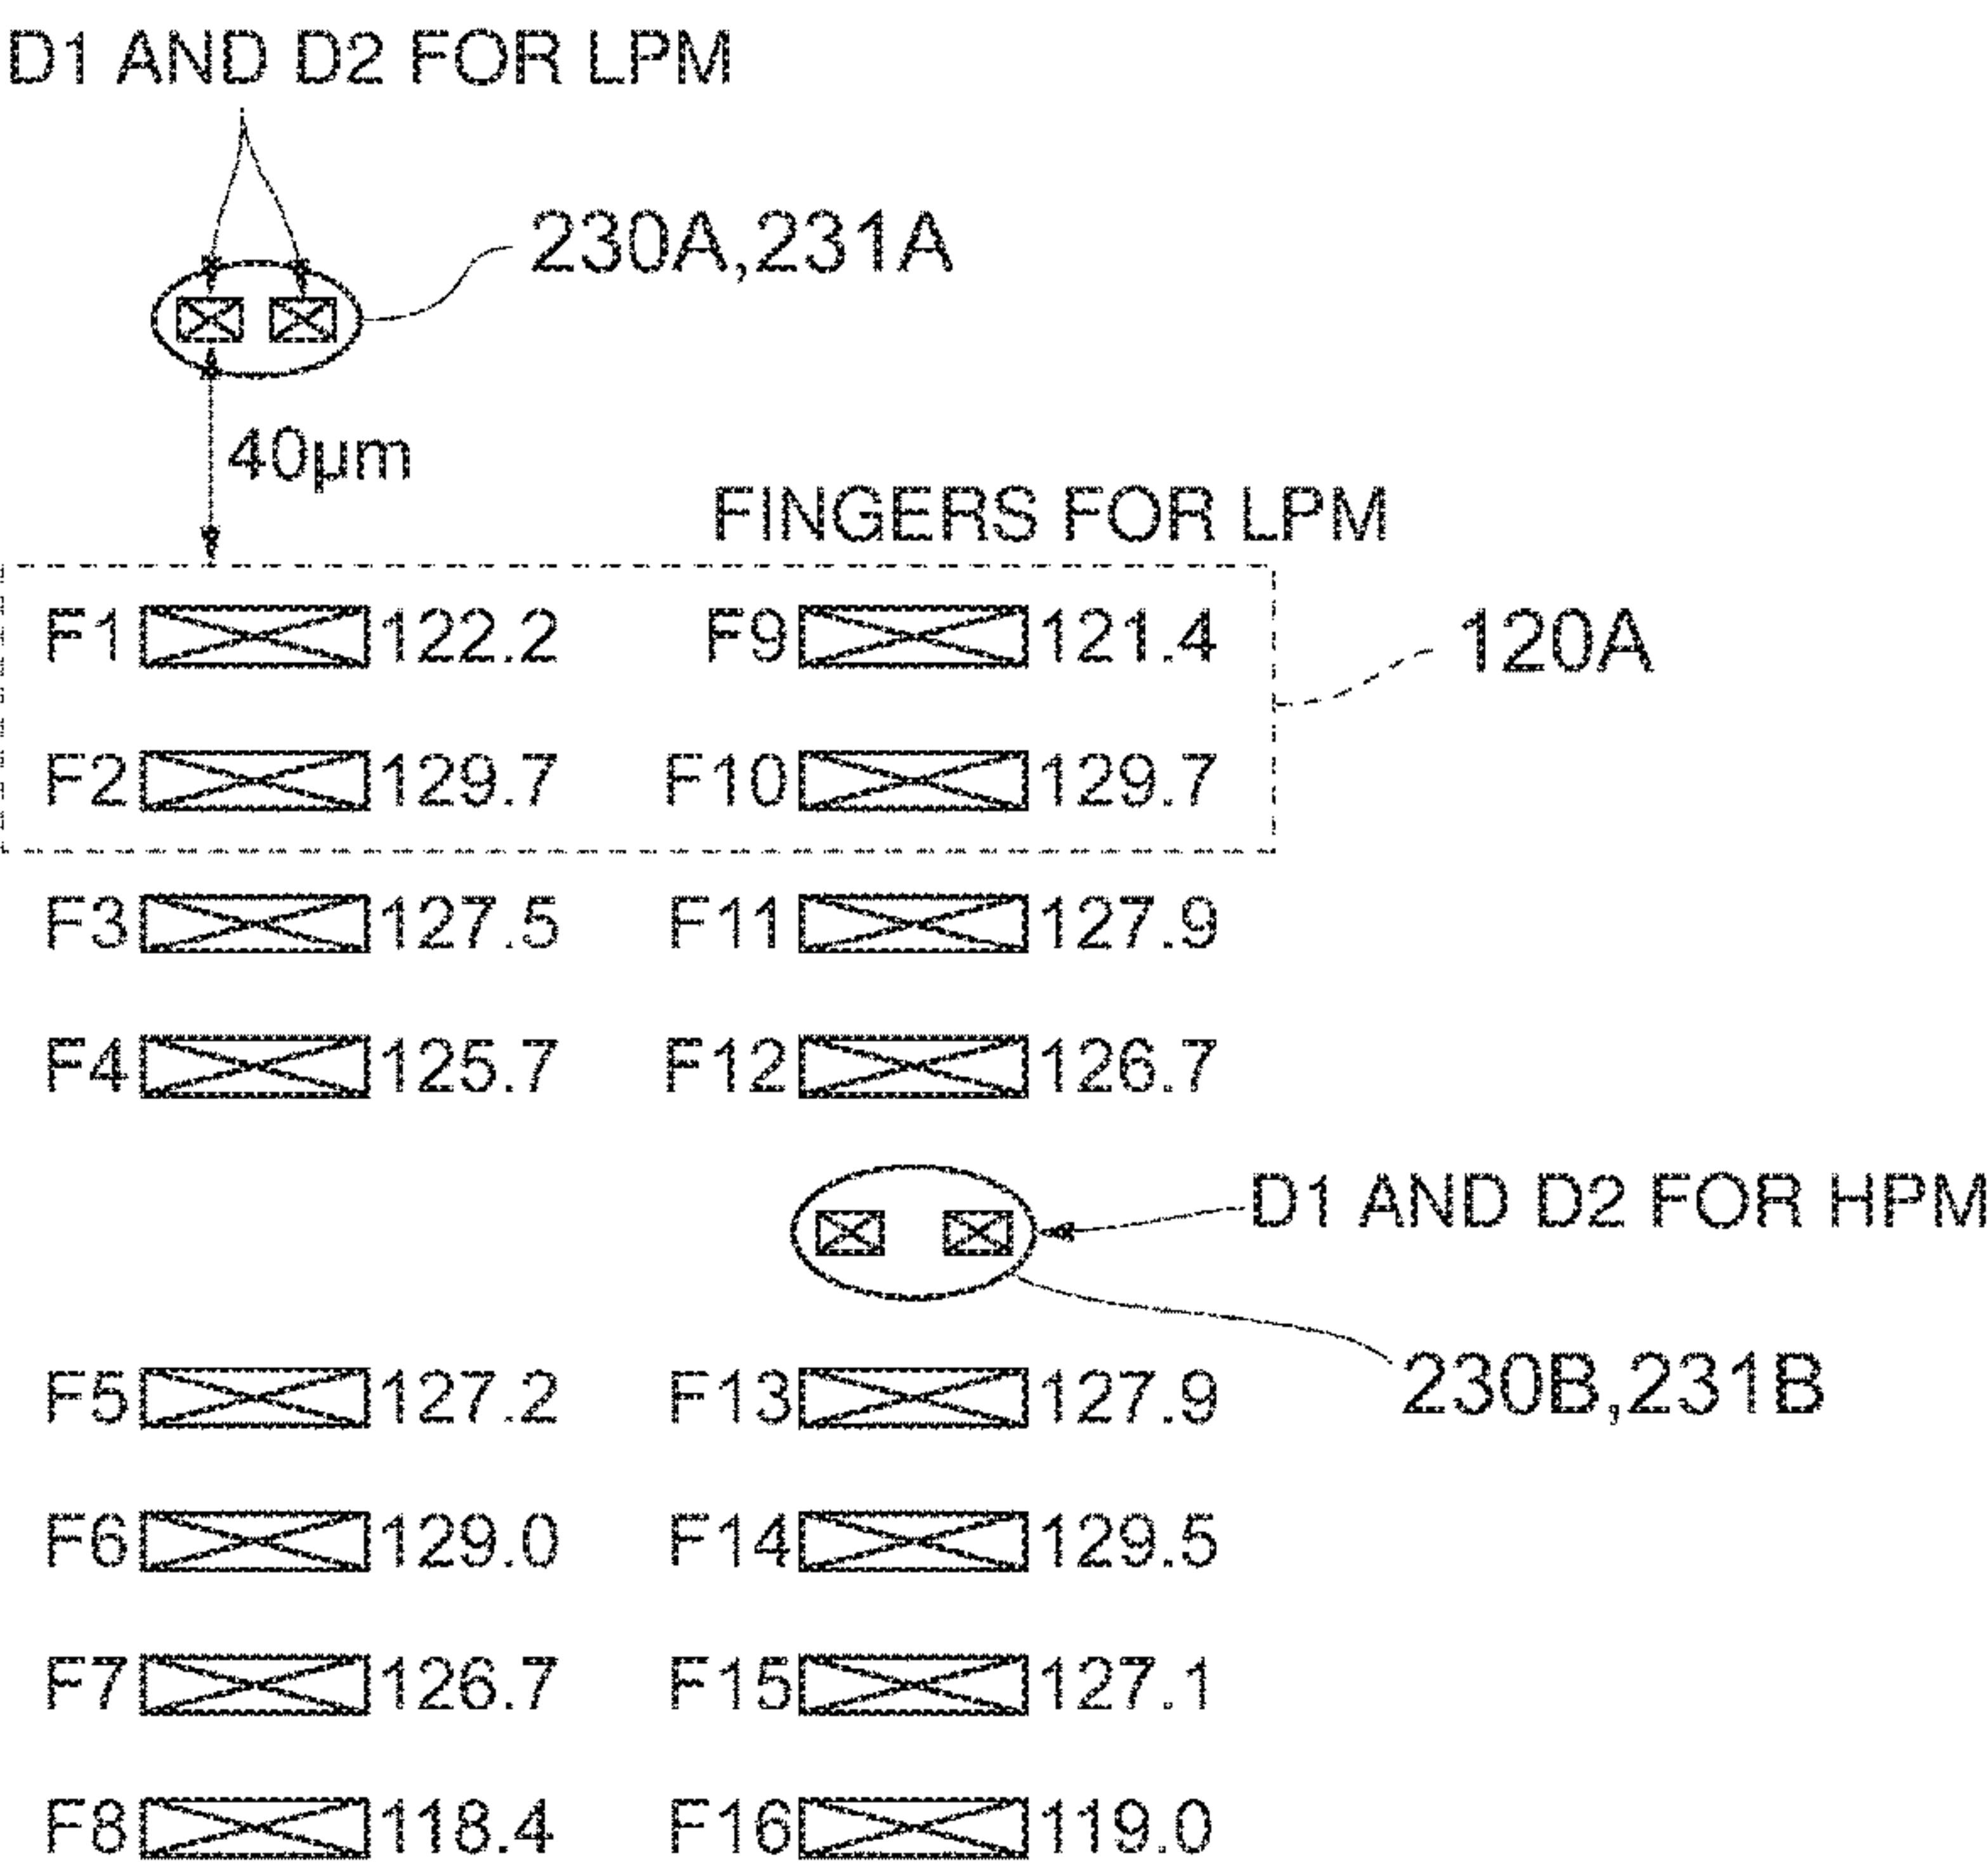 D1 AND D2 FOR LPM
230A,231A
40µm
FINGERS FOR LPM
F1 122.2 F9 121.4
120A
F2 129.7 F10 129.7
F3 127.5 F11 127.9
F4 125.7 F12 126.7
D1 AND D2 FOR HPM
230B,231B
F5 127.2 F13 127.9
F6 129.0 F14 129.5
F7 126.7 F15 127.1
F8 118.4 F16 119.0